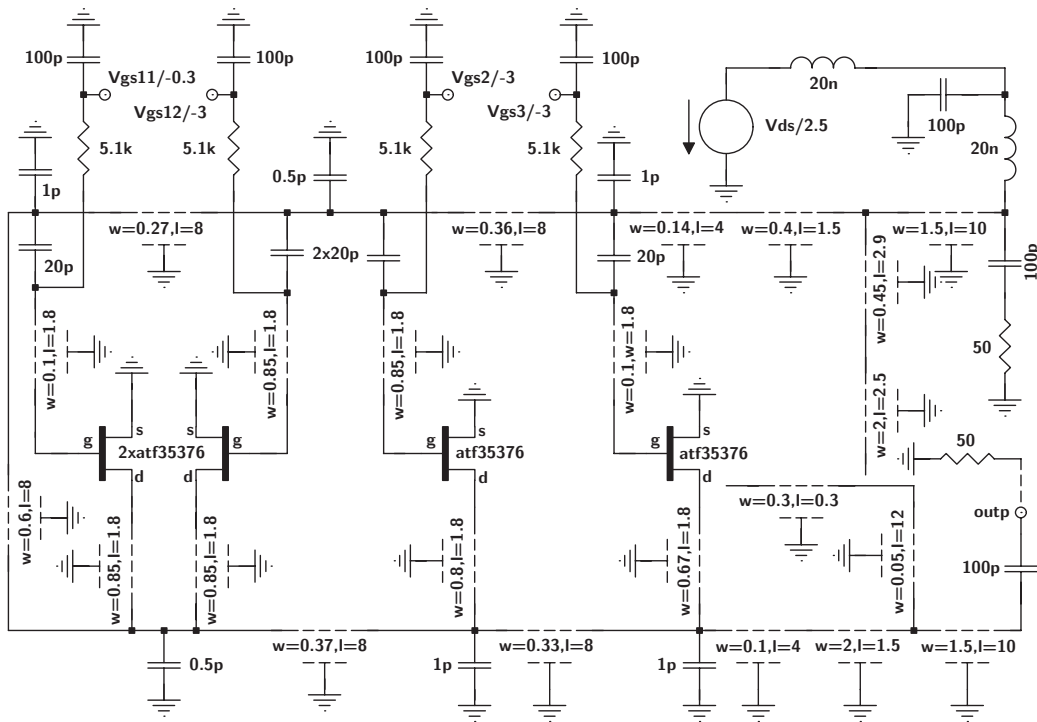 100p
100p
100p
100p
Vgs11/-0.3
Vgs12/-3
Vgs2/-3
Vgs3/-3
20n
100p
Vds/2.5
20n
5.1k
5.1k
5.1k
5.1k
1p
0.5p
1p
w=0.27,l=8
w=0.36,l=8
w=0.14,l=4
w=0.4,l=1.5
w=1.5,l=10
20p
2x20p
20p
100p
w=0.45,l=2.9
w=0.1,l=1.8
w=0.85,l=1.8
w=0.85,l=1.8
w=0.1,w=1.8
50
w=2,l=2.5
s
s
s
s
g
2xatf35376
g
g
atf35376
g
atf35376
d
d
d
d
50
w=0.6,l=8
w=0.85,l=1.8
w=0.85,l=1.8
w=0.8,l=1.8
w=0.67,l=1.8
w=0.3,l=0.3
w=0.05,l=12
outp
100p
0.5p
w=0.37,l=8
1p
w=0.33,l=8
1p
w=0.1,l=4
w=2,l=1.5
w=1.5,l=10